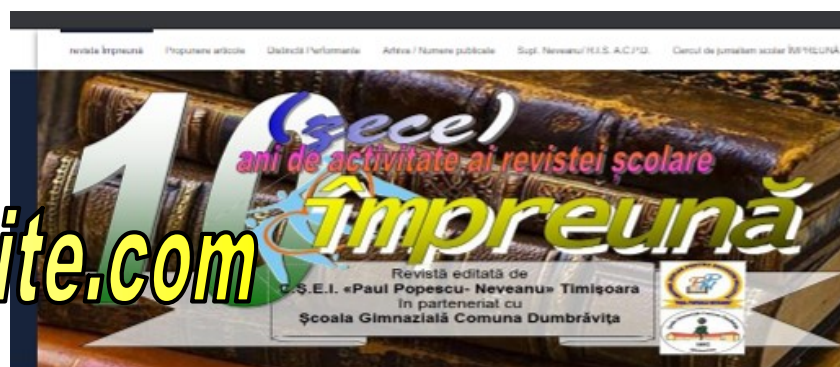 revista Împreună Propunere articole Distincții Performante Arhiva / Numere publicate Supl. Neveanu/ R.I.S. A.C.P.D. Cercul de jurnalism școlar ÎMPREUNĂ
10
(zece)
ani de activitate ai revistei școlare
împreună
ite.com
Revistă editată de
C.Ș.E.I. «Paul Popescu- Neveanu» Timișoara
în parteneriat cu
Școala Gimnazială Comuna Dumbrăvița